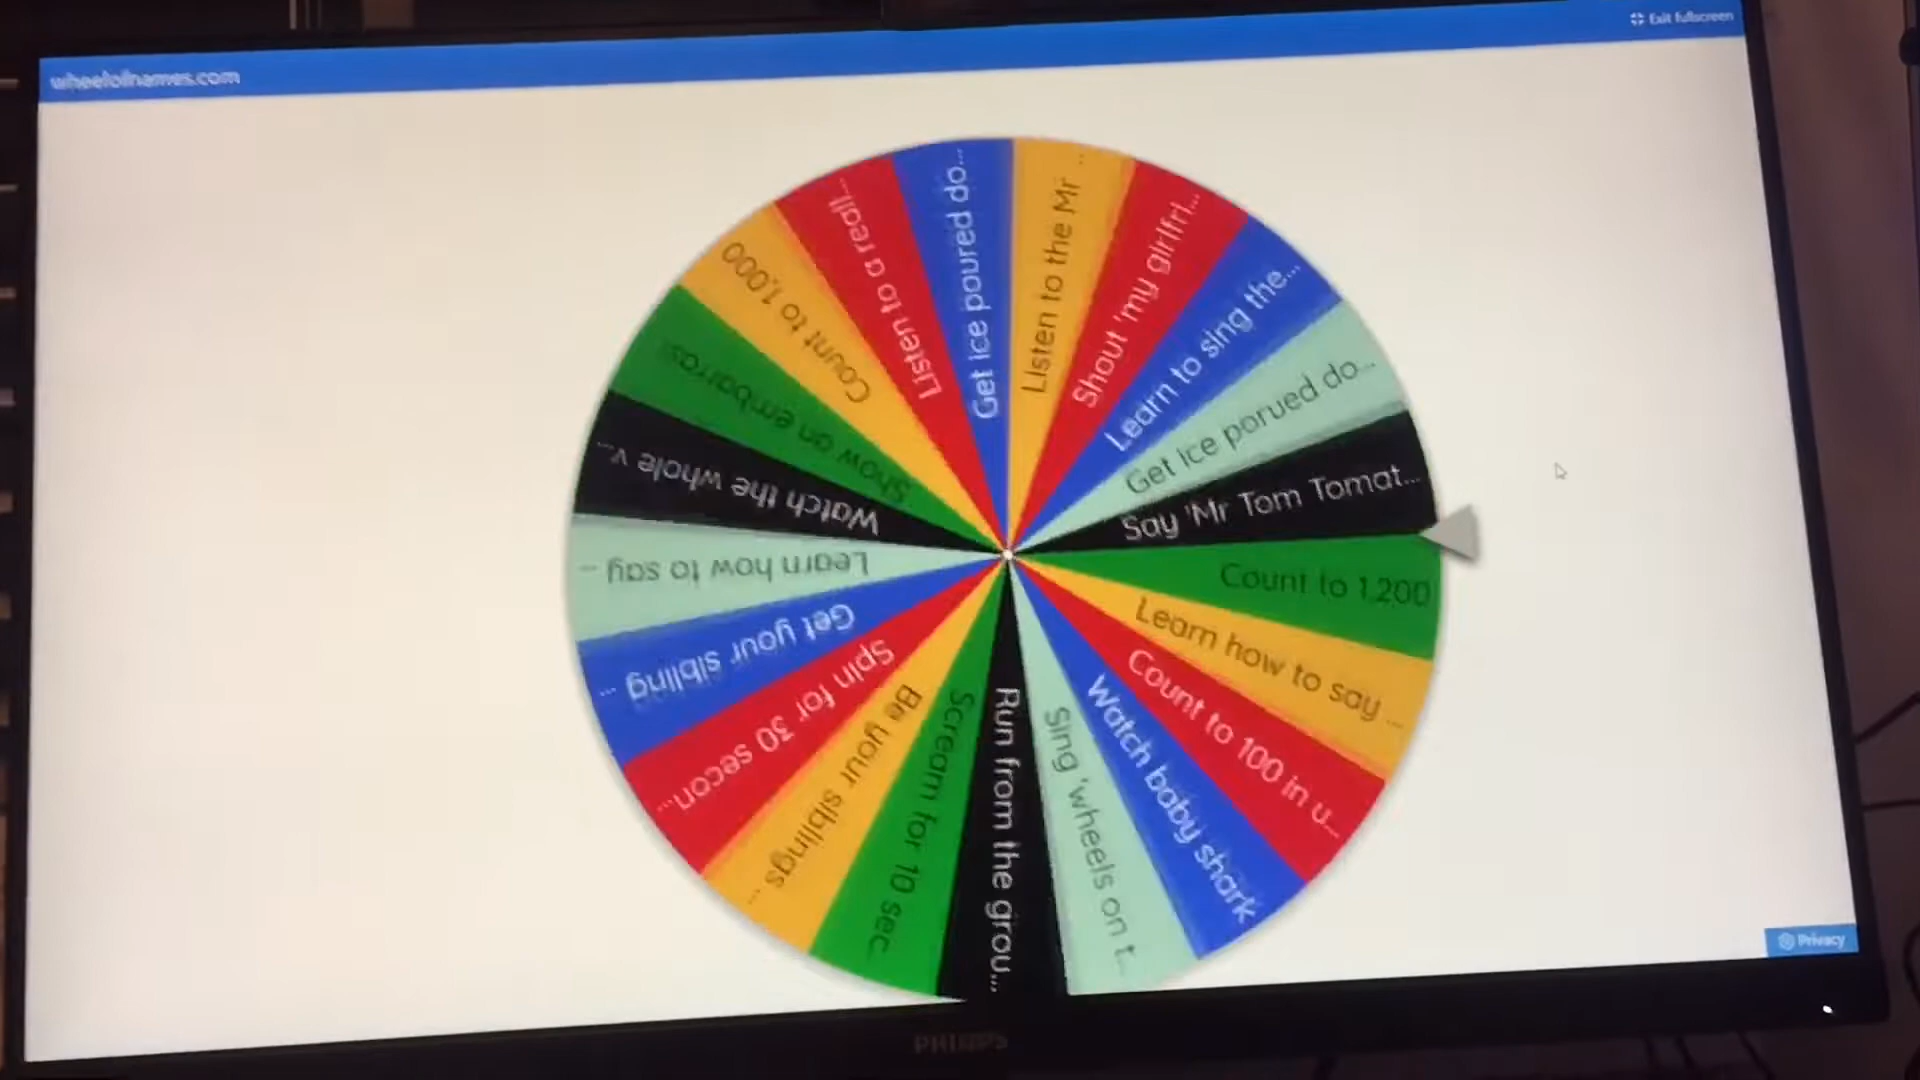 wheelofnames.com
Exit fullscreen
Get ice poured do...
Listen to the Mr ...
Shout 'my girlfri...
Learn to sing the...
Get ice porued do...
Say 'Mr Tom Tomat...
Count to 1,200
Learn how to say ...
Count to 100 in u...
Watch baby shark
Sing 'wheels on t...
Run from the grou...
Scream for 10 sec...
Be your siblings ...
Spin for 30 secon...
Get your sibling ...
Learn how to say ...
Watch the whole v...
Show an embarras...
Count to 1,000
Listen to a reall...
Privacy
PHILIPS